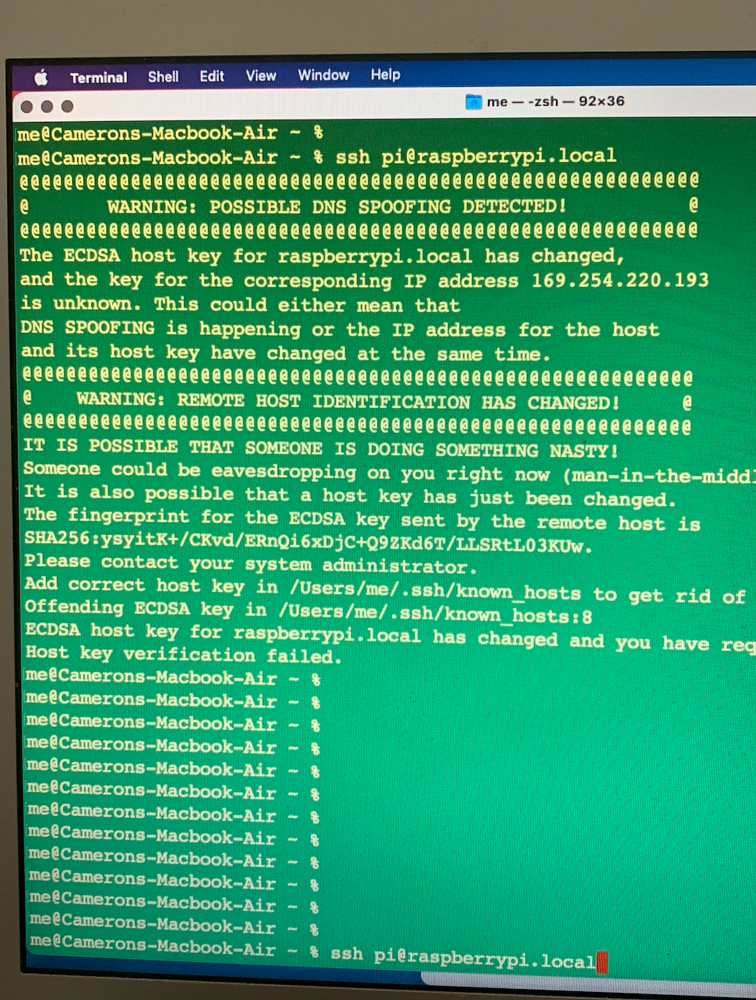 Terminal Shell Edit View Window Help
me — -zsh — 92×36
me@Camerons-Macbook-Air ~ %
me@Camerons-Macbook-Air ~ % ssh pi@raspberrypi.local
@@@@@@@@@@@@@@@@@@@@@@@@@@@@@@@@@@@@@@@@@@@@@@@@@@@@@@@@@@@
@       WARNING: POSSIBLE DNS SPOOFING DETECTED!          @
@@@@@@@@@@@@@@@@@@@@@@@@@@@@@@@@@@@@@@@@@@@@@@@@@@@@@@@@@@@
The ECDSA host key for raspberrypi.local has changed,
and the key for the corresponding IP address 169.254.220.193
is unknown. This could either mean that
DNS SPOOFING is happening or the IP address for the host
and its host key have changed at the same time.
@@@@@@@@@@@@@@@@@@@@@@@@@@@@@@@@@@@@@@@@@@@@@@@@@@@@@@@@@@@
@    WARNING: REMOTE HOST IDENTIFICATION HAS CHANGED!     @
@@@@@@@@@@@@@@@@@@@@@@@@@@@@@@@@@@@@@@@@@@@@@@@@@@@@@@@@@@@
IT IS POSSIBLE THAT SOMEONE IS DOING SOMETHING NASTY!
Someone could be eavesdropping on you right now (man-in-the-middl
It is also possible that a host key has just been changed.
The fingerprint for the ECDSA key sent by the remote host is
SHA256:ysyitK+/CKvd/ERnQi6xDjC+Q9ZKd6T/LLSRtL03KUw.
Please contact your system administrator.
Add correct host key in /Users/me/.ssh/known_hosts to get rid of
Offending ECDSA key in /Users/me/.ssh/known_hosts:8
ECDSA host key for raspberrypi.local has changed and you have req
Host key verification failed.
me@Camerons-Macbook-Air ~ %
me@Camerons-Macbook-Air ~ %
me@Camerons-Macbook-Air ~ %
me@Camerons-Macbook-Air ~ %
me@Camerons-Macbook-Air ~ %
me@Camerons-Macbook-Air ~ %
me@Camerons-Macbook-Air ~ %
me@Camerons-Macbook-Air ~ %
me@Camerons-Macbook-Air ~ %
me@Camerons-Macbook-Air ~ %
me@Camerons-Macbook-Air ~ %
me@Camerons-Macbook-Air ~ %
me@Camerons-Macbook-Air ~ % ssh pi@raspberrypi.local